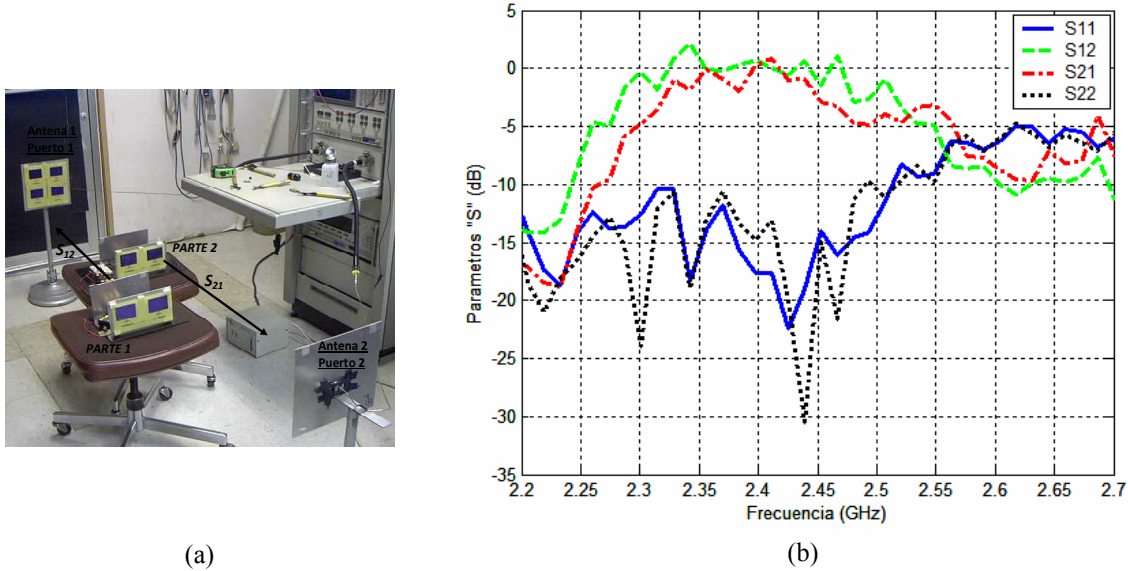 Antena 1
Puerto 1
S12
PARTE 2
S21
PARTE 1
Antena 2
Puerto 2
(a)
5
0
-5
-10
-15
-20
-25
-30
-35
2.2
2.25
2.3
2.35
2.4
2.45
2.5
2.55
2.6
2.65
2.7
Parametros "S" (dB)
Frecuencia (GHz)
S11
S12
S21
S22
(b)